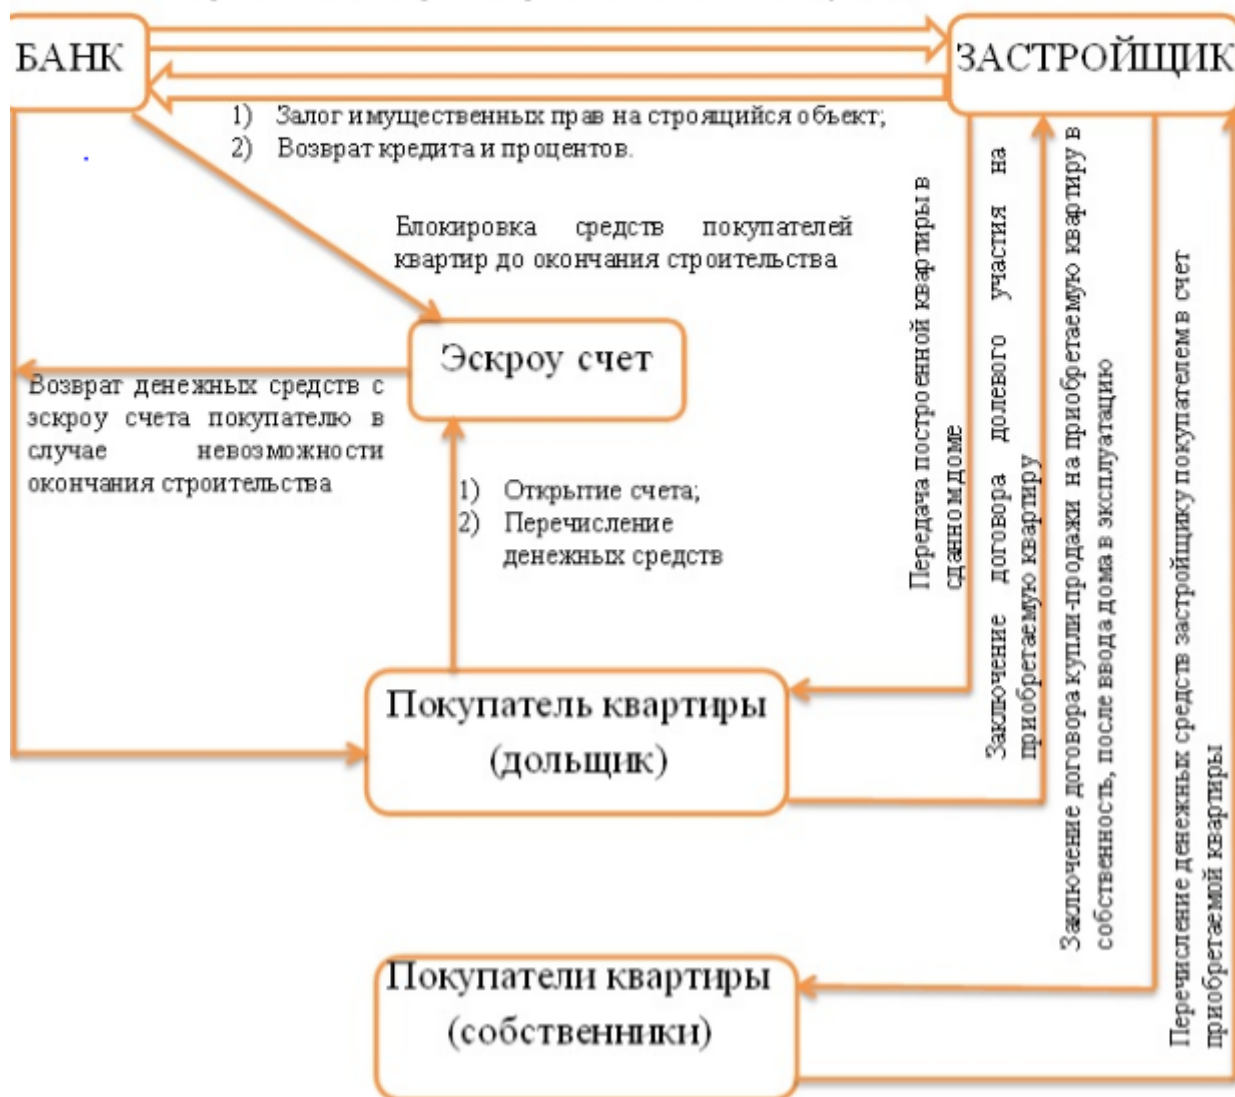 БАНК
ЗАСТРОЙЩИК
1) Залог имущественных прав на строящийся объект;
2) Возврат кредита и процентов.
Блокировка средств покупателей
квартир до окончания строительства
Эскроу счет
Возврат денежных средств с
эскроу счета покупателю в
случае невозможности
окончания строительства
1) Открытие счета;
2) Перечисление
денежных средств
Передача построенной квартиры в
сданном доме
Заключение договора долевого участия на
приобретаемую квартиру
Заключение договора купли-продажи на приобретаемую квартиру в
собственность, после ввода дома в эксплуатацию
Перечисление денежных средств застройщику покупателем в счет
приобретаемой квартиры
Покупатель квартиры
(дольщик)
Покупатели квартиры
(собственники)